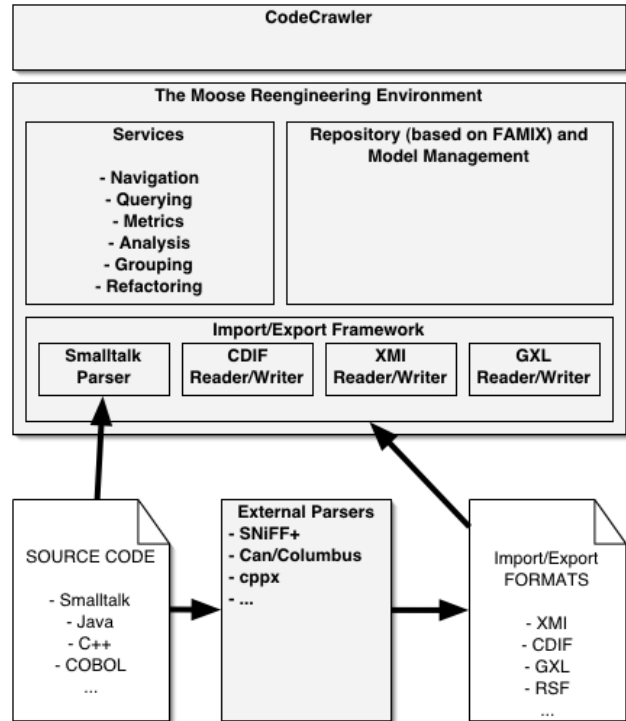 CodeCrawler
The Moose Reengineering Environment
Services
- Navigation
- Querying
- Metrics
- Analysis
- Grouping
- Refactoring
Repository (based on FAMIX) and
Model Management
Import/Export Framework
Smalltalk
Parser
CDIF
Reader/Writer
XMI
Reader/Writer
GXL
Reader/Writer
SOURCE CODE
- Smalltalk
- Java
- C++
- COBOL
...
External Parsers
- SNiFF+
- Can/Columbus
- cppx
- ...
Import/Export
FORMATS
- XMI
- CDIF
- GXL
- RSF
...